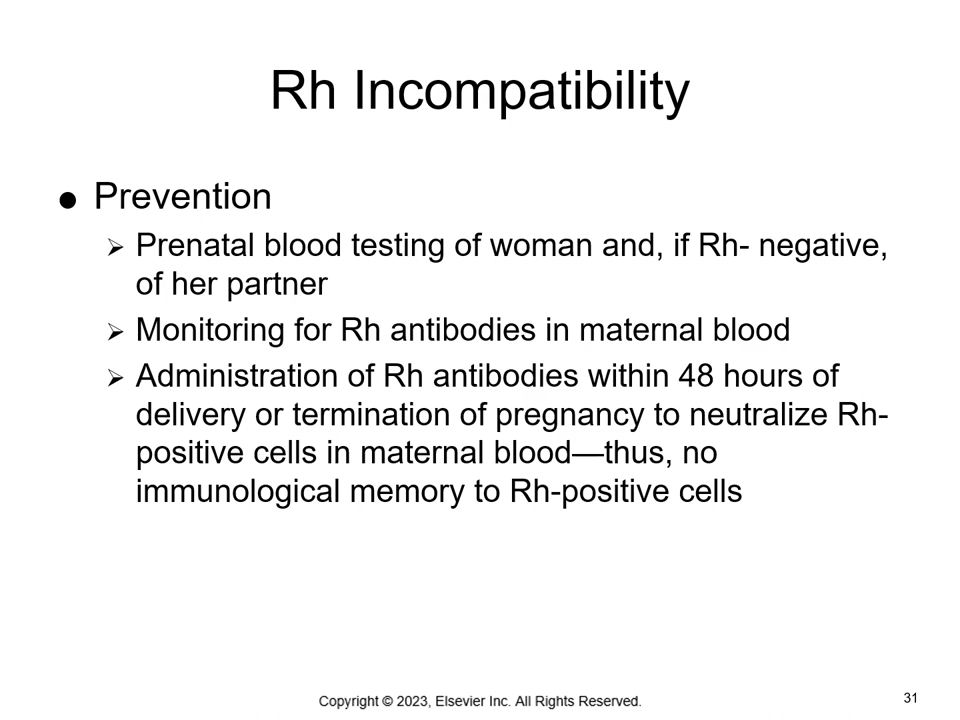 Rh Incompatibility
● Prevention
➢ Prenatal blood testing of woman and, if Rh- negative,
of her partner
➢ Monitoring for Rh antibodies in maternal blood
➢ Administration of Rh antibodies within 48 hours of
delivery or termination of pregnancy to neutralize Rh-
positive cells in maternal blood—thus, no
immunological memory to Rh-positive cells
Copyright © 2023, Elsevier Inc. All Rights Reserved.
31